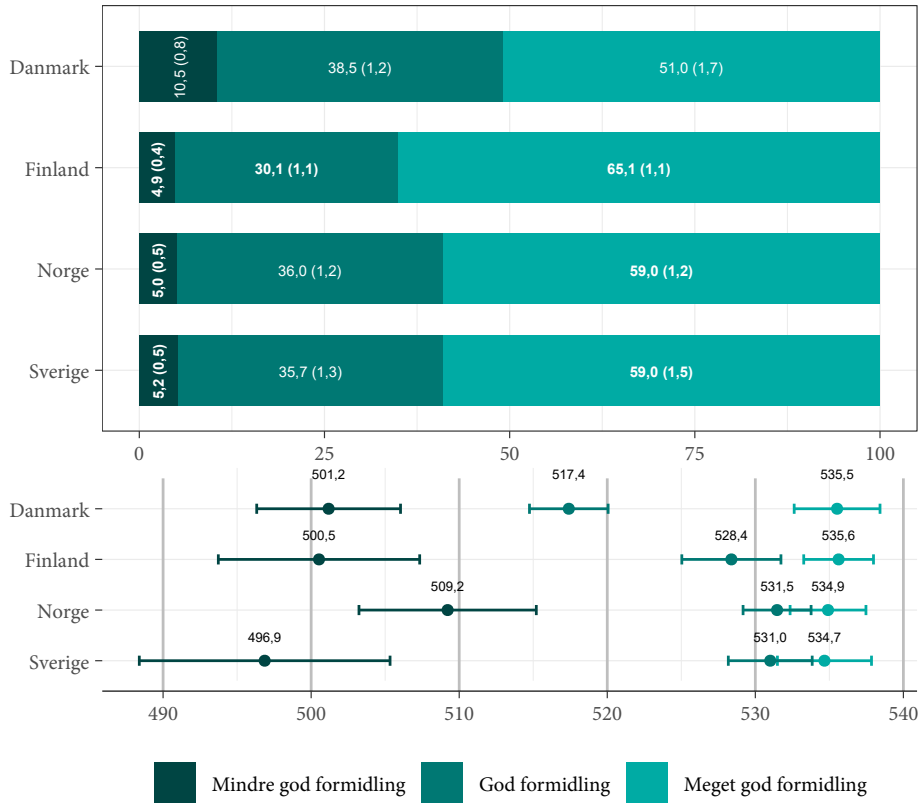 Danmark 10,5 (0,8) 38,5 (1,2) 51,0 (1,7)
Finland 4,9 (0,4) 30,1 (1,1) 65,1 (1,1)
Norge 5,0 (0,5) 36,0 (1,2) 59,0 (1,2)
Sverige 5,2 (0,5) 35,7 (1,3) 59,0 (1,5)
0 25 50 75 100
501,2 517,4 535,5
Danmark
500,5 528,4 535,6
Finland
509,2 531,5 534,9
Norge
496,9 531,0 534,7
Sverige
490 500 510 520 530 540
Mindre god formidling God formidling Meget god formidling